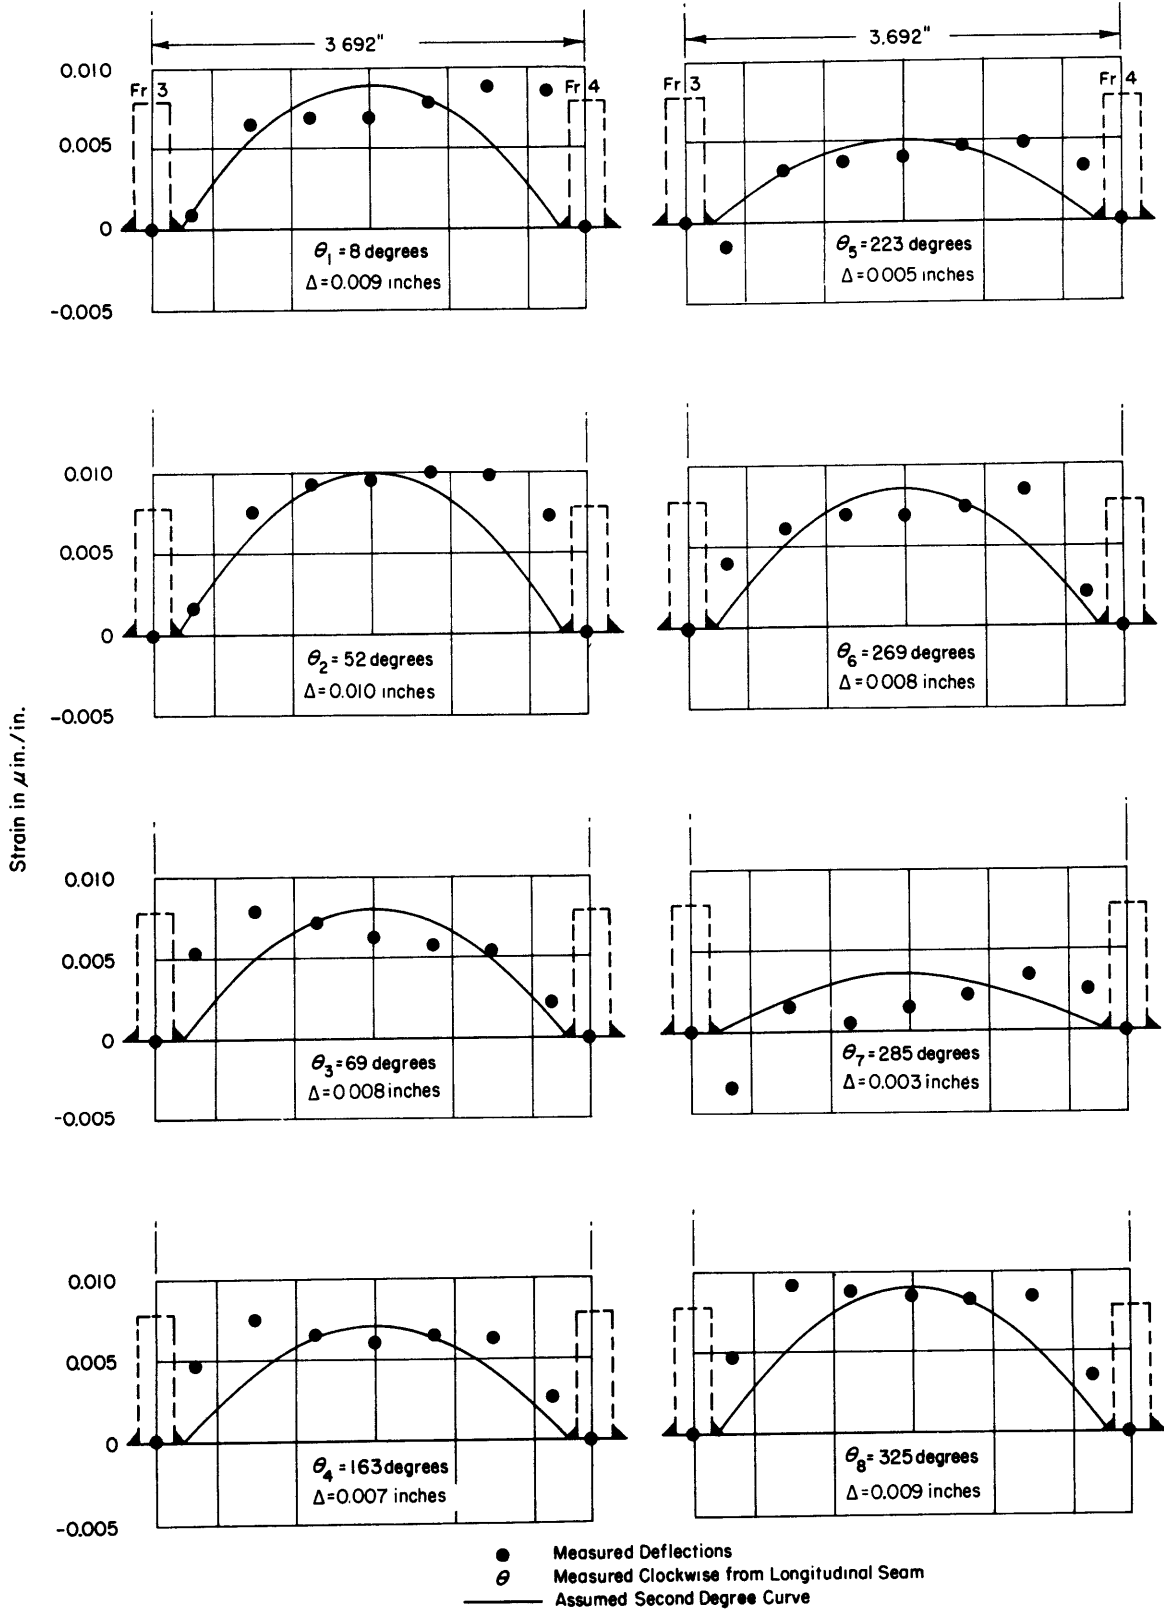 3 692"
3.692"
0.010
Fr 3
Fr 4
Fr 3
Fr 4
0.005
0
θ1 = 8 degrees
Δ=0.009 inches
θ5 = 223 degrees
Δ=0 005 inches
-0.005
0.010
0.005
0
θ2 = 52 degrees
Δ=0.010 inches
θ6 = 269 degrees
Δ=0 008 inches
-0.005
Strain in μin./in.
0.010
0.005
0
θ3 = 69 degrees
Δ=0 008 inches
θ7 = 285 degrees
Δ=0.003 inches
-0.005
0.010
0.005
0
θ4 = 163 degrees
Δ=0.007 inches
θ8 = 325 degrees
Δ=0.009 inches
-0.005
Measured Deflections
θ Measured Clockwise from Longitudinal Seam
Assumed Second Degree Curve